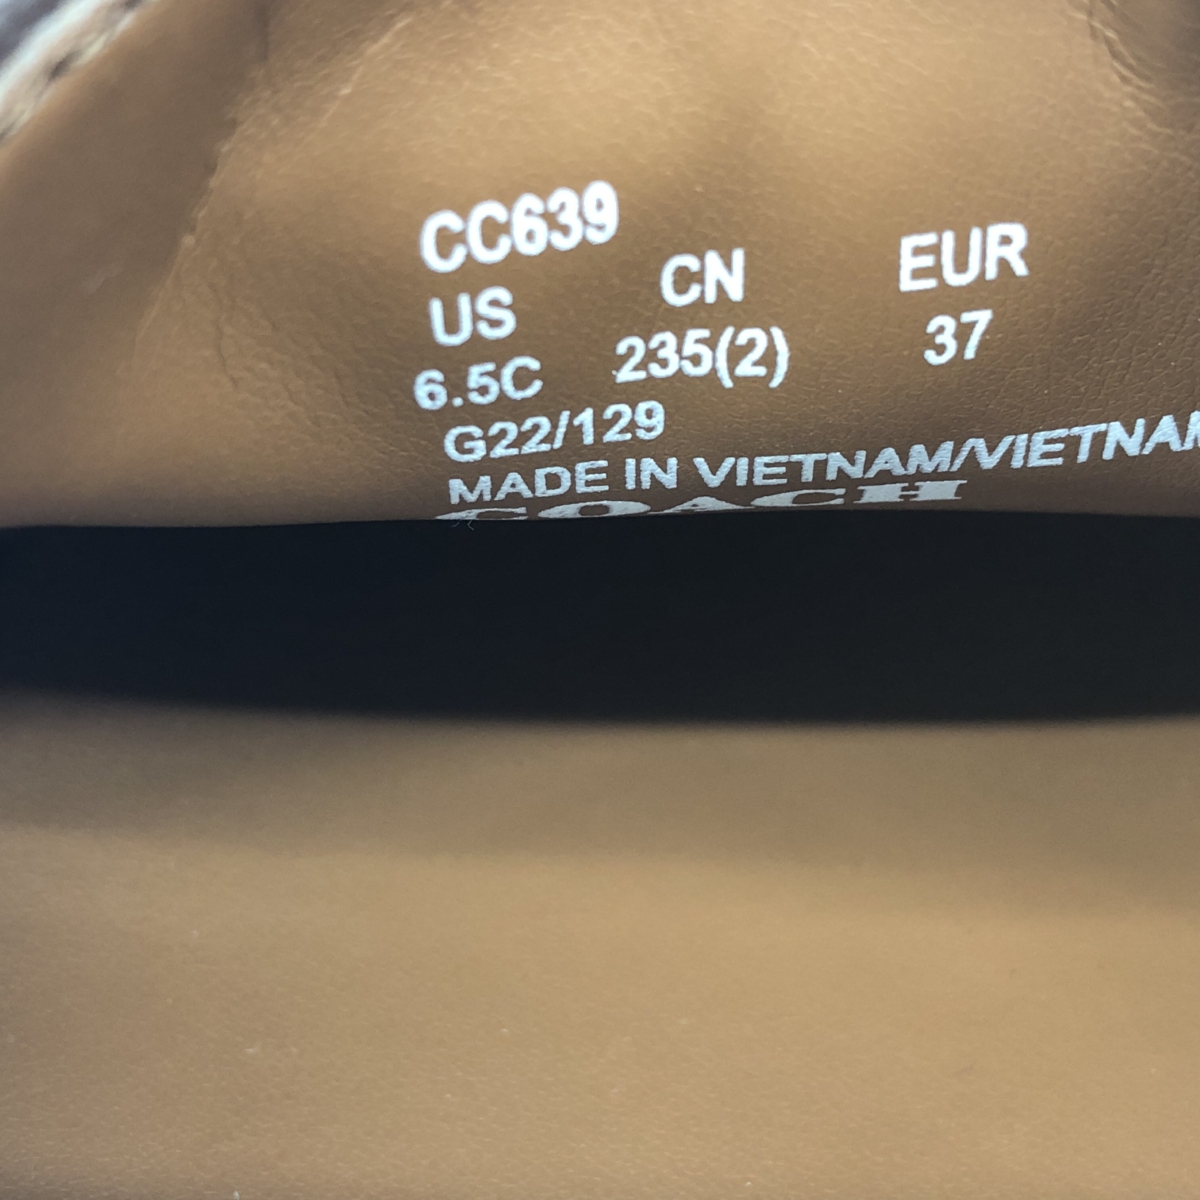 CC639
US CN EUR
6.5C 235(2) 37
G22/129
MADE IN VIETNAM/VIETNAM
COACH